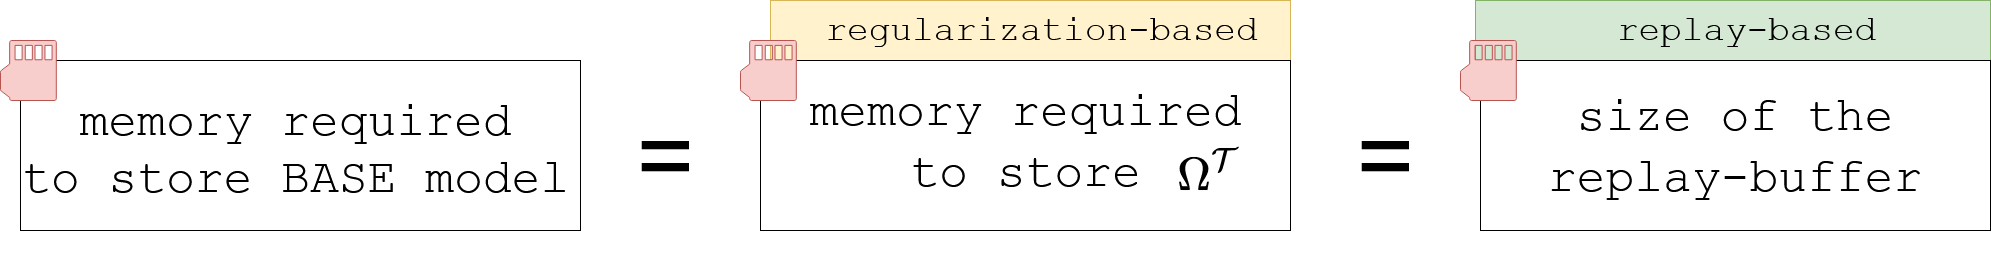 regularization-based
replay-based
memory required
to store BASE model
=
memory required
to store Ω^𝒯
=
size of the
replay-buffer